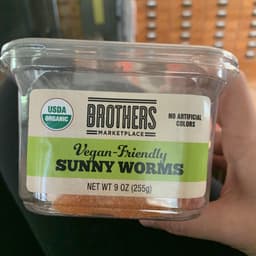 USDA
ORGANIC
BROTHERS
MARKETPLACE
NO ARTIFICIAL
COLORS
Vegan-Friendly
SUNNY WORMS
NET WT 9 OZ (255g)